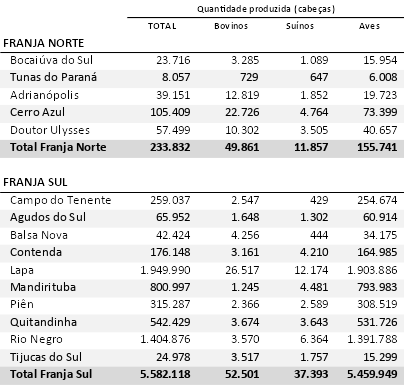 Quantidade produzida (cabeças)
TOTAL Bovinos Suínos Aves
FRANJA NORTE
Bocaiúva do Sul 23.716 3.285 1.089 15.954
Tunas do Paraná 8.057 729 647 6.008
Adrianópolis 39.151 12.819 1.852 19.723
Cerro Azul 105.409 22.726 4.764 73.399
Doutor Ulysses 57.499 10.302 3.505 40.657
Total Franja Norte 233.832 49.861 11.857 155.741
FRANJA SUL
Campo do Tenente 259.037 2.547 429 254.674
Agudos do Sul 65.952 1.648 1.302 60.914
Balsa Nova 42.424 4.256 444 34.175
Contenda 176.148 3.161 4.210 164.985
Lapa 1.949.990 26.517 12.174 1.903.886
Mandirituba 800.997 1.245 4.481 793.983
Piên 315.287 2.366 2.589 308.519
Quitandinha 542.429 3.674 3.643 531.726
Rio Negro 1.404.876 3.570 6.364 1.391.788
Tijucas do Sul 24.978 3.517 1.757 15.299
Total Franja Sul 5.582.118 52.501 37.393 5.459.949